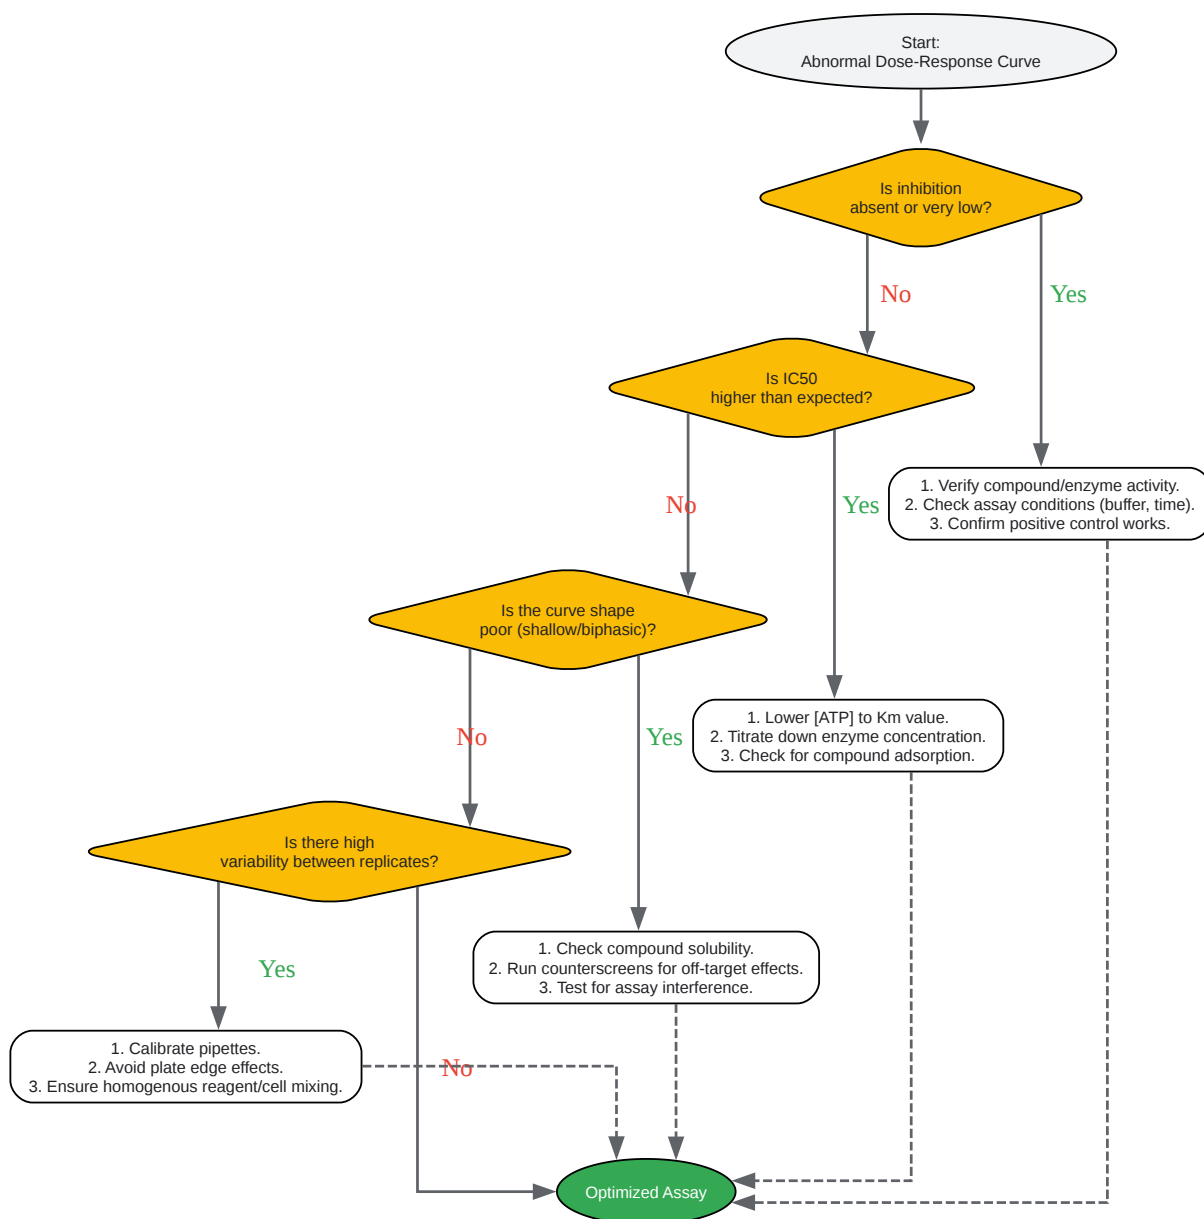 Start:
Abnormal Dose-Response Curve
Is inhibition
absent or very low?
No
Yes
Is IC50
higher than expected?
1. Verify compound/enzyme activity.
2. Check assay conditions (buffer, time).
3. Confirm positive control works.
No
Yes
Is the curve shape
poor (shallow/biphasic)?
1. Lower [ATP] to Km value.
2. Titrate down enzyme concentration.
3. Check for compound adsorption.
No
Yes
Is there high
variability between replicates?
1. Check compound solubility.
2. Run counterscreens for off-target effects.
3. Test for assay interference.
Yes
1. Calibrate pipettes.
2. Avoid plate edge effects.
3. Ensure homogenous reagent/cell mixing.
No
Optimized Assay